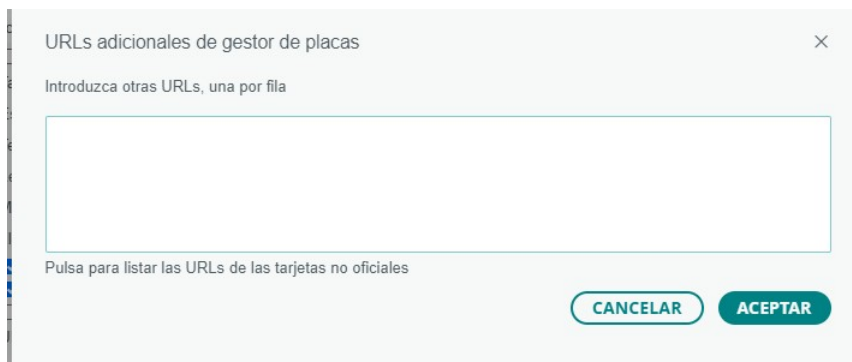 URLs adicionales de gestor de placas
Introduzca otras URLs, una por fila
Pulsa para listar las URLs de las tarjetas no oficiales
CANCELAR ACEPTAR